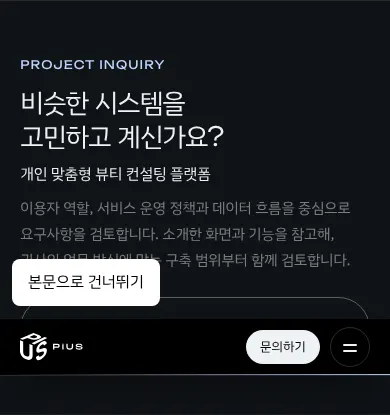 PROJECT INQUIRY
비슷한 시스템을
고민하고 계신가요?
개인 맞춤형 뷰티 컨설팅 플랫폼
이용자 역할, 서비스 운영 정책과 데이터 흐름을 중심으로
요구사항을 검토합니다. 소개한 화면과 기능을 참고해,
구축 범위부터 함께 검토합니다.
본문으로 건너뛰기
PIUS
문의하기